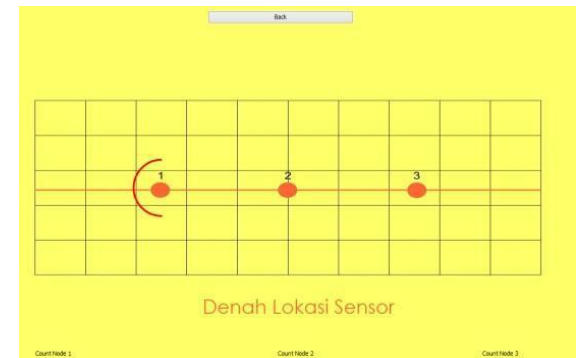 Back
1
2
3
Denah Lokasi Sensor
Count Node 1
Count Node 2
Count Node 3